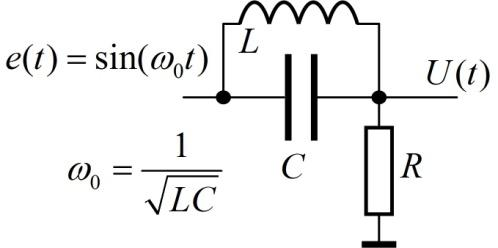 L
e(t) = sin(ω₀t)
U(t)
ω₀ = 1/√LC
C
R